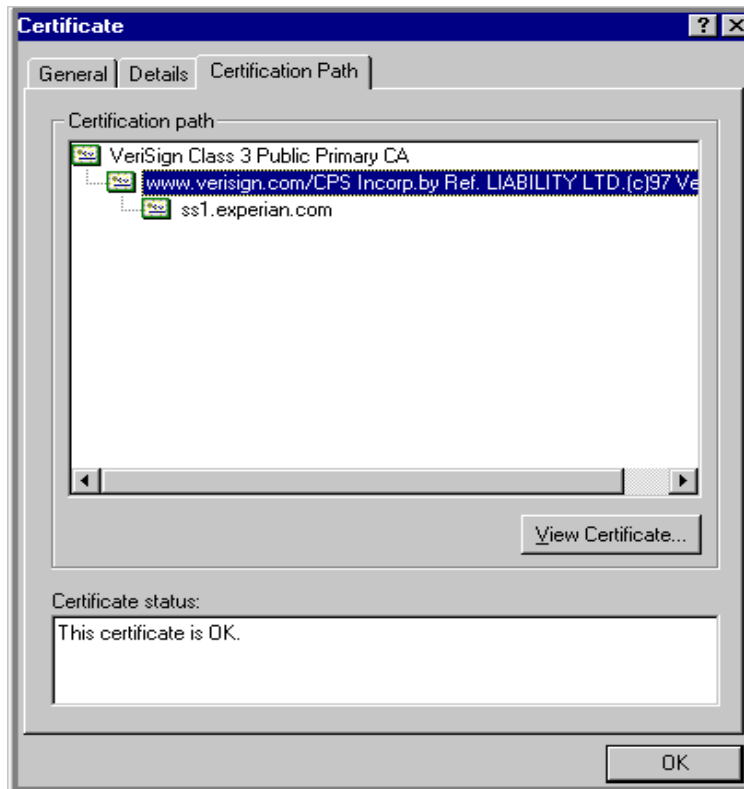 Certificate
General Details Certification Path
Certification path
VeriSign Class 3 Public Primary CA
www.verisign.com/CPS Incorp.by Ref. LIABILITY LTD.(c)97 Ve
ss1.experian.com
View Certificate...
Certificate status:
This certificate is OK.
OK